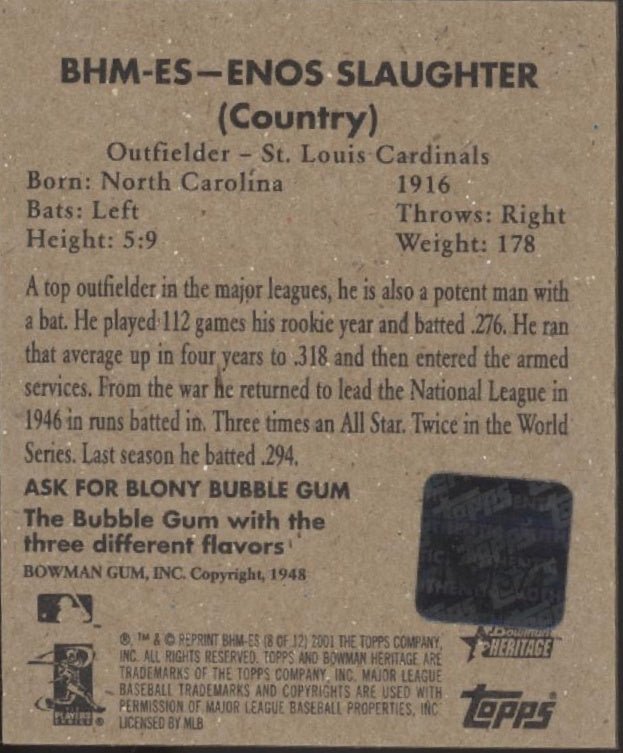 BHM-ES—ENOS SLAUGHTER
(Country)
Outfielder – St. Louis Cardinals
Born: North Carolina 1916
Bats: Left Throws: Right
Height: 5:9 Weight: 178
A top outfielder in the major leagues, he is also a potent man with
a bat. He played 112 games his rookie year and batted .276. He ran
that average up in four years to .318 and then entered the armed
services. From the war he returned to lead the National League in
1946 in runs batted in. Three times an All Star. Twice in the World
Series. Last season he batted .294.
ASK FOR BLONY BUBBLE GUM
The Bubble Gum with the
three different flavors
BOWMAN GUM, INC. Copyright, 1948
®, ™ & © REPRINT BHM-ES (8 OF 12) 2001 THE TOPPS COMPANY,
INC. ALL RIGHTS RESERVED. TOPPS AND BOWMAN HERITAGE ARE
TRADEMARKS OF THE TOPPS COMPANY, INC. MAJOR LEAGUE
BASEBALL TRADEMARKS AND COPYRIGHTS ARE USED WITH
PERMISSION OF MAJOR LEAGUE BASEBALL PROPERTIES, INC
LICENSED BY MLB
Bowman
HERITAGE
Topps